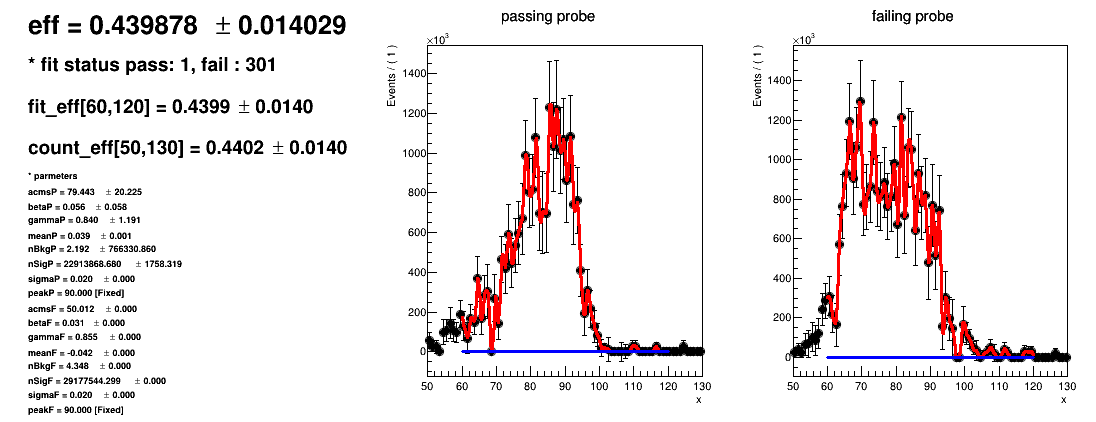 eff = 0.439878 ± 0.014029
* fit status pass: 1, fail : 301
fit_eff[60,120] = 0.4399 ± 0.0140
count_eff[50,130] = 0.4402 ± 0.0140
* parmeters
acmsP = 79.443 ± 20.225
betaP = 0.056 ± 0.058
gammaP = 0.840 ± 1.191
meanP = 0.039 ± 0.001
nBkgP = 2.192 ± 766330.860
nSigP = 22913868.680 ± 1758.319
sigmaP = 0.020 ± 0.000
peakP = 90.000 [Fixed]
acmsF = 50.012 ± 0.000
betaF = 0.031 ± 0.000
gammaF = 0.855 ± 0.000
meanF = -0.042 ± 0.000
nBkgF = 4.348 ± 0.000
nSigF = 29177544.299 ± 0.000
sigmaF = 0.020 ± 0.000
peakF = 90.000 [Fixed]
passing probe
×10³
Events / ( 1 )
1400
1200
1000
800
600
400
200
0
50 60 70 80 90 100 110 120 130
x
failing probe
×10³
Events / ( 1 )
1400
1200
1000
800
600
400
200
0
50 60 70 80 90 100 110 120 130
x